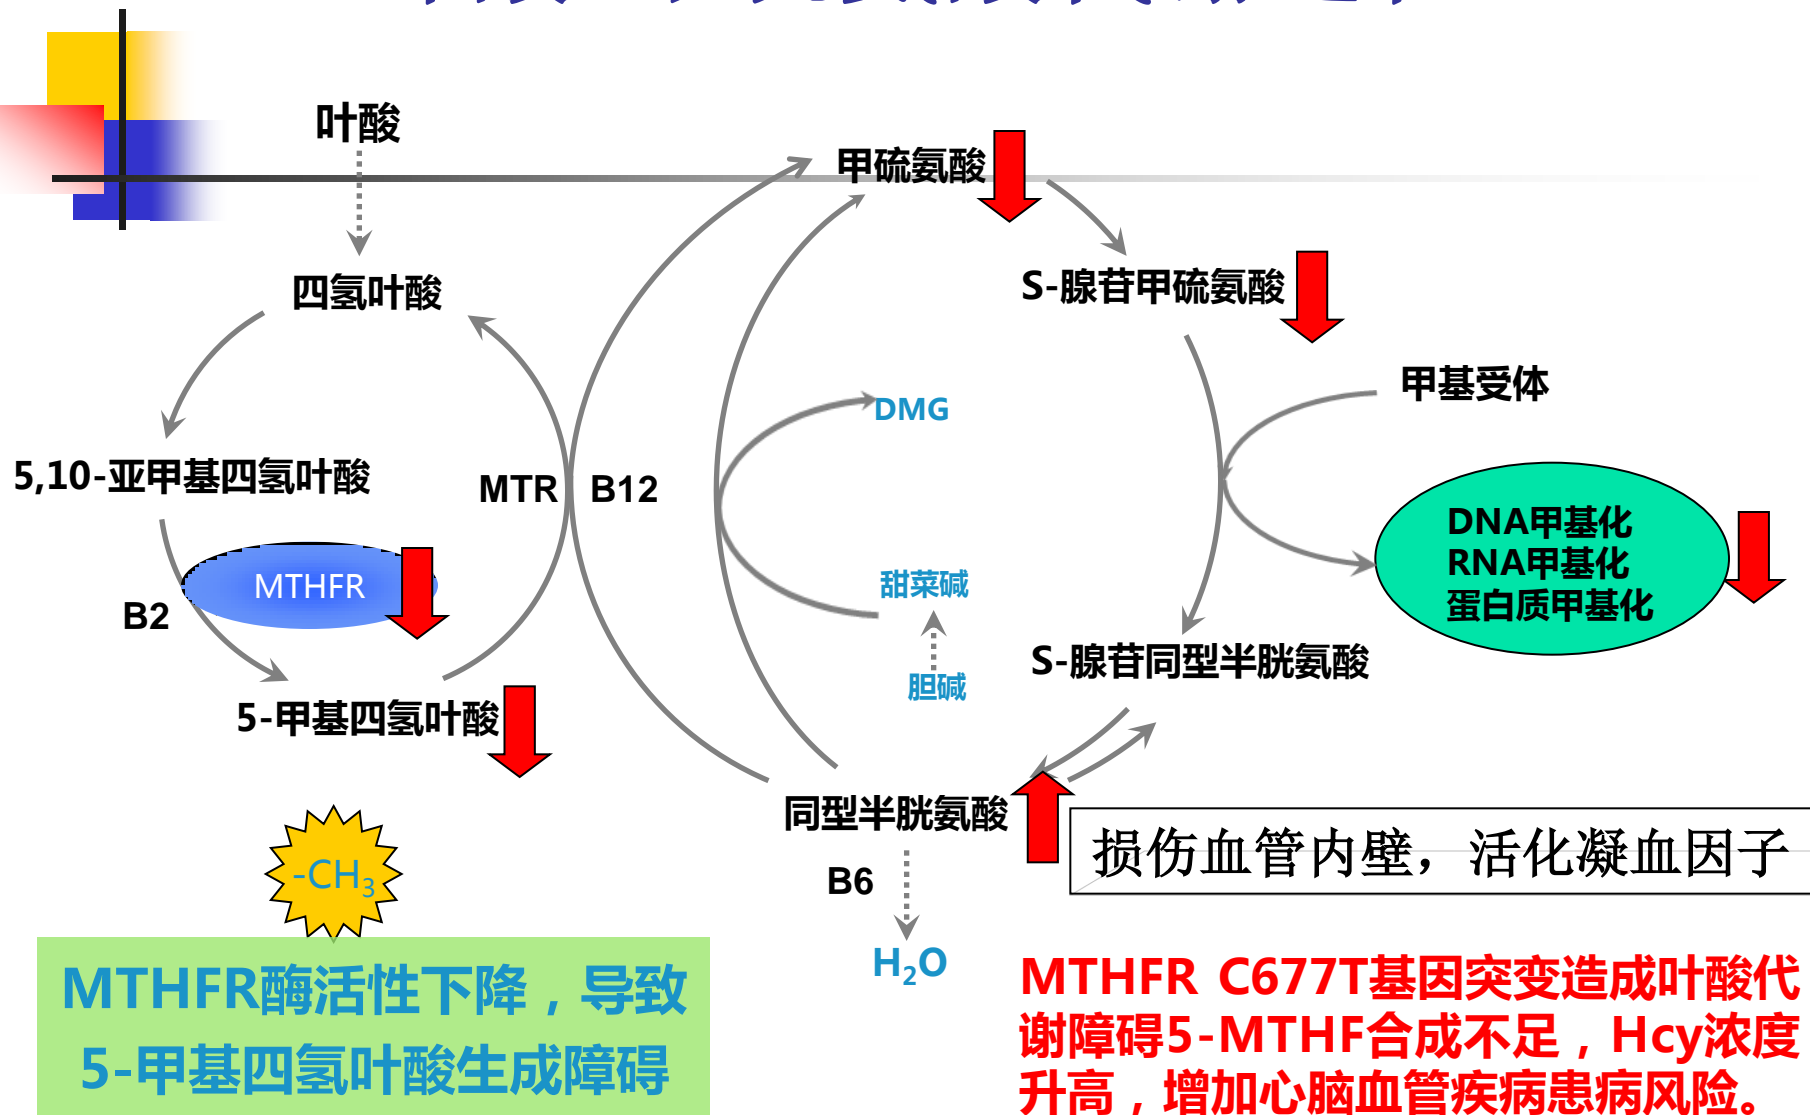 叶酸
甲硫氨酸
四氢叶酸
S-腺苷甲硫氨酸
甲基受体
DMG
5,10-亚甲基四氢叶酸
MTR
B12
DNA甲基化
RNA甲基化
蛋白质甲基化
MTHFR
B2
甜菜碱
胆碱
S-腺苷同型半胱氨酸
5-甲基四氢叶酸
同型半胱氨酸
损伤血管内壁，活化凝血因子
-CH₃
B6
H₂O
MTHFR酶活性下降，导致
5-甲基四氢叶酸生成障碍
MTHFR C677T基因突变造成叶酸代
谢障碍5-MTHF合成不足，Hcy浓度
升高，增加心脑血管疾病患病风险。